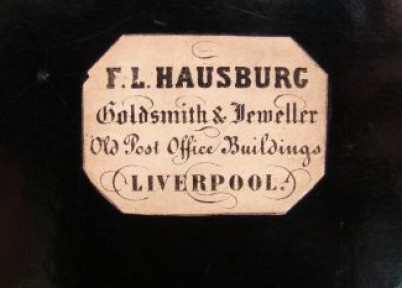 F. L. HAUSBURG
Goldsmith & Jeweller
Old Post Office Buildings
LIVERPOOL.